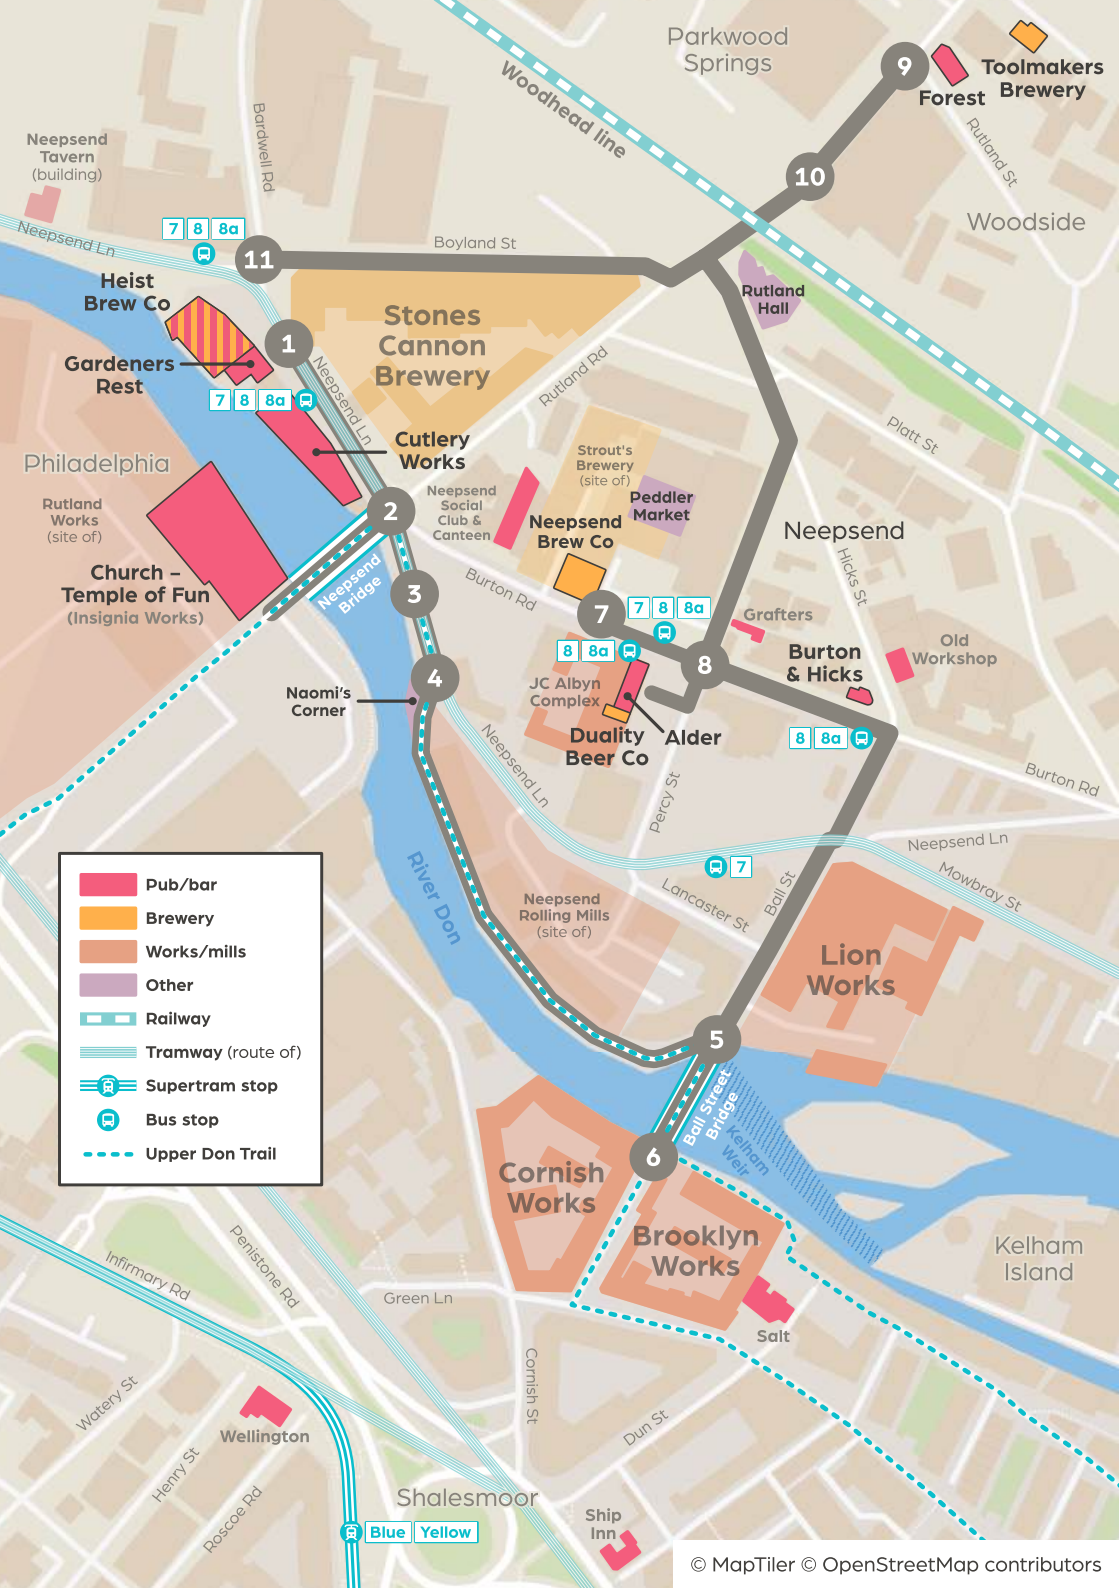 Parkwood
Springs
9
Toolmakers
Brewery
Forest
Woodhead line
Rutland St
10
Woodside
Bardwell Rd
Neepsend
Tavern
(building)
Neepsend Ln
7 8 8a
11
Boyland St
Heist
Brew Co
Rutland
Hall
Stones
Cannon
Brewery
1
Gardeners
Rest
7 8 8a
Neepsend Ln
Rutland Rd
Platt St
Cutlery
Works
Philadelphia
Rutland
Works
(site of)
Strout's
Brewery
(site of)
Neepsend
Social
Club &
Canteen
Peddler
Market
2
Neepsend
Brew Co
Neepsend
Church –
Temple of Fun
(Insignia Works)
Neepsend
Bridge
3
Burton Rd
Hicks St
7
7 8 8a
Grafters
8 8a
8
Burton
& Hicks
Old
Workshop
4
Naomi's
Corner
JC Albyn
Complex
Duality
Beer Co
Alder
8 8a
Neepsend Ln
Percy St
Burton Rd
7
Neepsend Ln
Mowbray St
Lancaster St
Ball St
River Don
Neepsend
Rolling Mills
(site of)
Lion
Works
Pub/bar
Brewery
Works/mills
Other
Railway
Tramway (route of)
Supertram stop
Bus stop
Upper Don Trail
5
Ball Street
Bridge
Kelham
Weir
6
Cornish
Works
Brooklyn
Works
Kelham
Island
Penistone Rd
Infirmary Rd
Green Ln
Salt
Cornish St
Watery St
Wellington
Dun St
Henry St
Roscoe Rd
Shalesmoor
Blue Yellow
Ship
Inn
© MapTiler © OpenStreetMap contributors